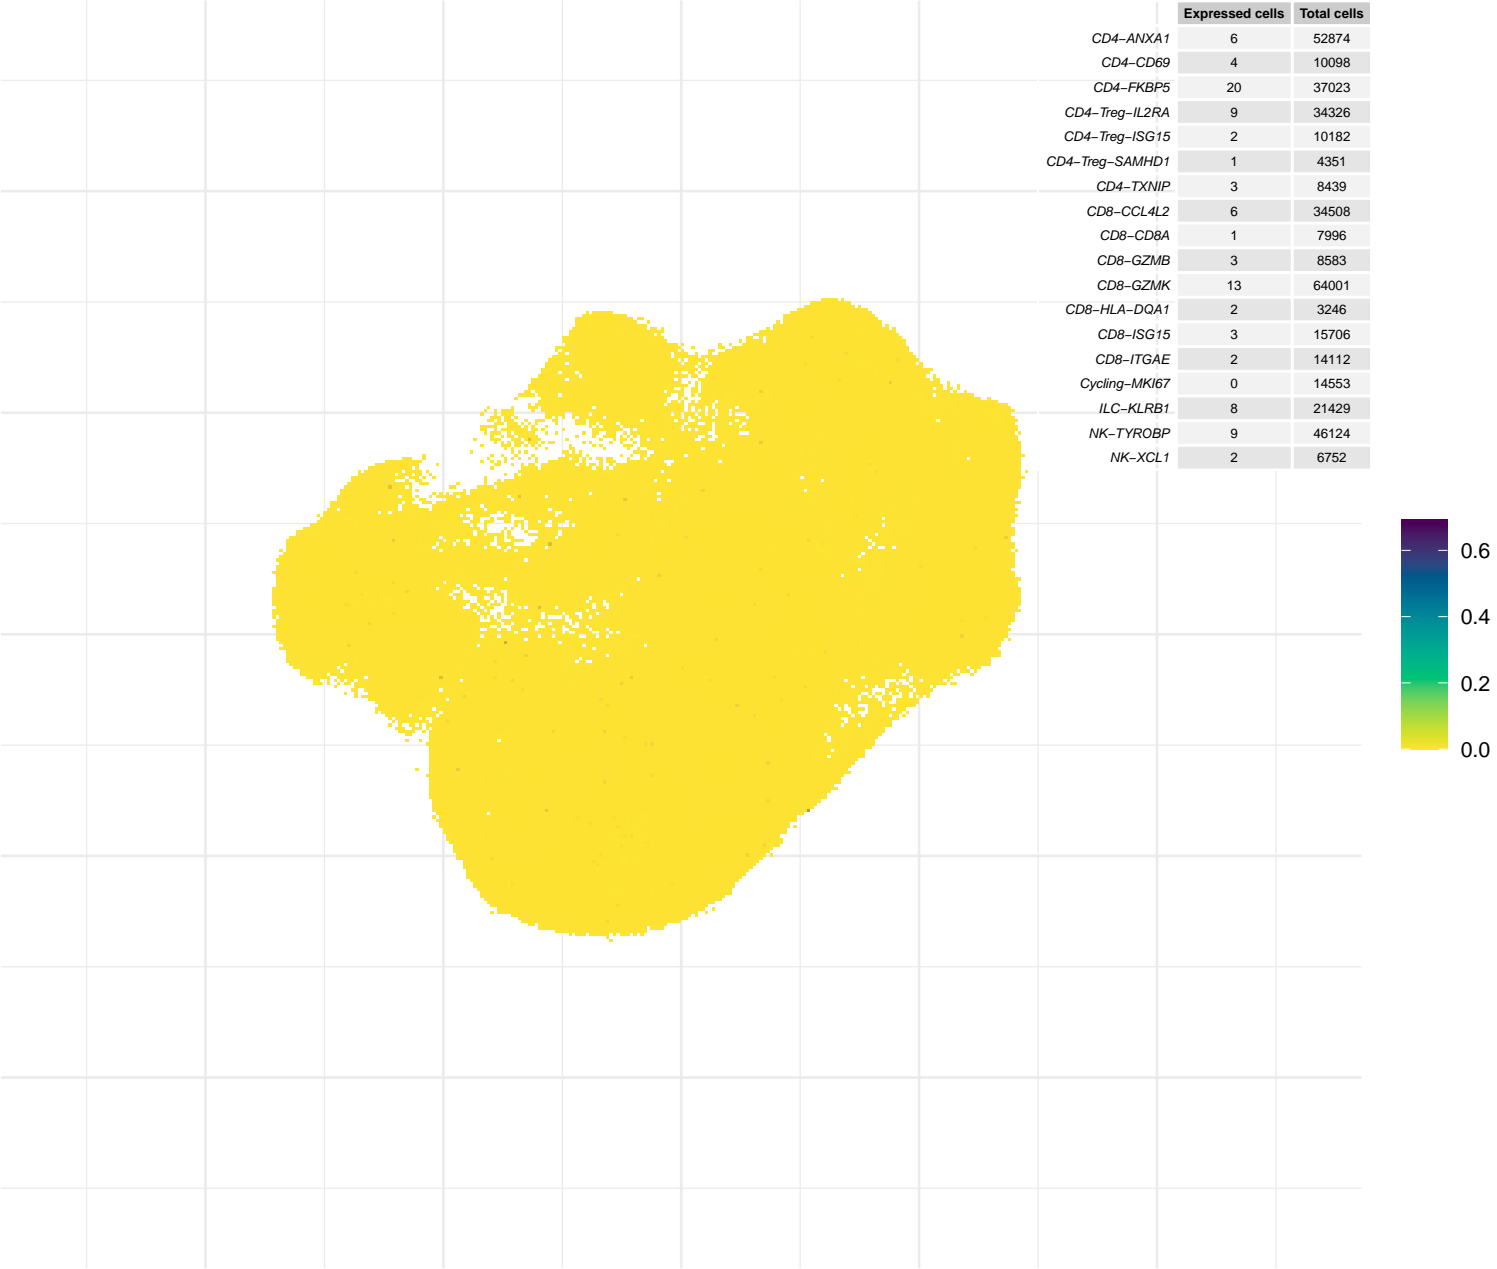 Expressed cells Total cells
CD4−ANXA1 6 52874
CD4−CD69 4 10098
CD4−FKBP5 20 37023
CD4−Treg−IL2RA 9 34326
CD4−Treg−ISG15 2 10182
CD4−Treg−SAMHD1 1 4351
CD4−TXNIP 3 8439
CD8−CCL4L2 6 34508
CD8−CD8A 1 7996
CD8−GZMB 3 8583
CD8−GZMK 13 64001
CD8−HLA−DQA1 2 3246
CD8−ISG15 3 15706
CD8−ITGAE 2 14112
Cycling−MKI67 0 14553
ILC−KLRB1 8 21429
NK−TYROBP 9 46124
NK−XCL1 2 6752
0.6
0.4
0.2
0.0